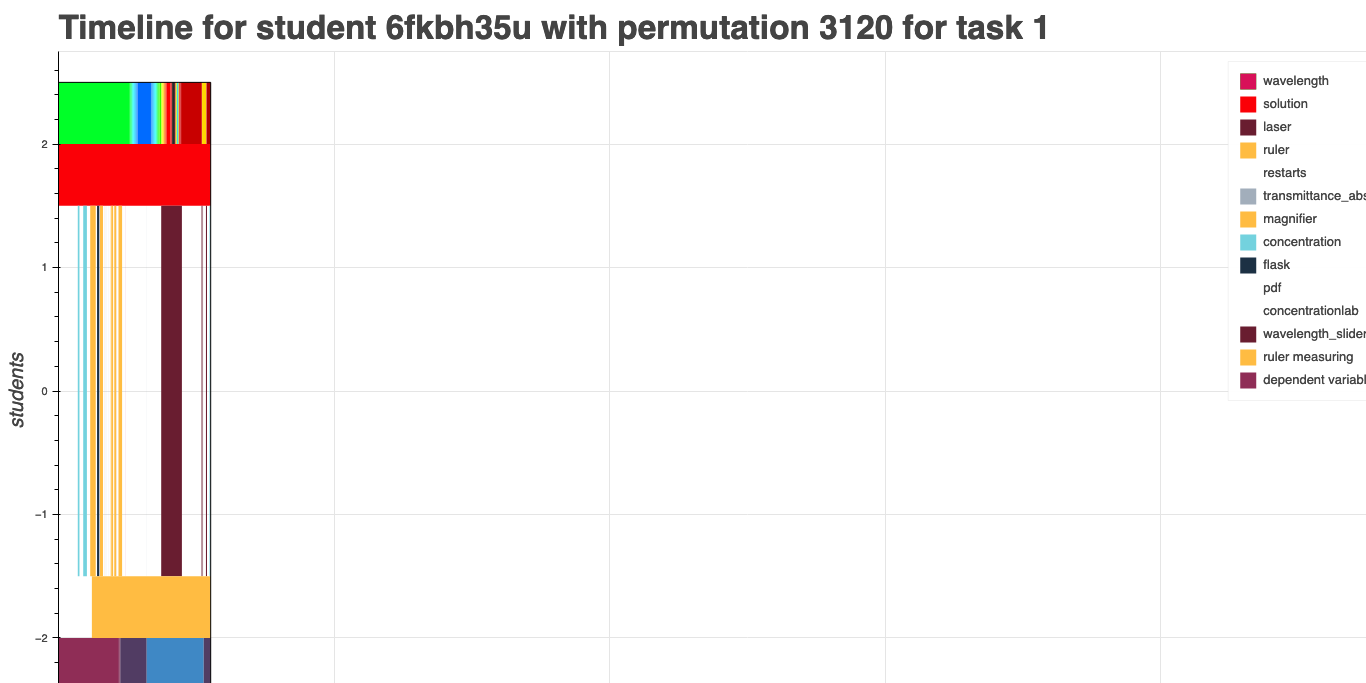 Timeline for student 6fkbh35u with permutation 3120 for task 1
wavelength
solution
laser
ruler
restarts
transmittance_abs
magnifier
concentration
flask
pdf
concentrationlab
wavelength_slider
ruler measuring
dependent variabl
2
1
0
−1
−2
students